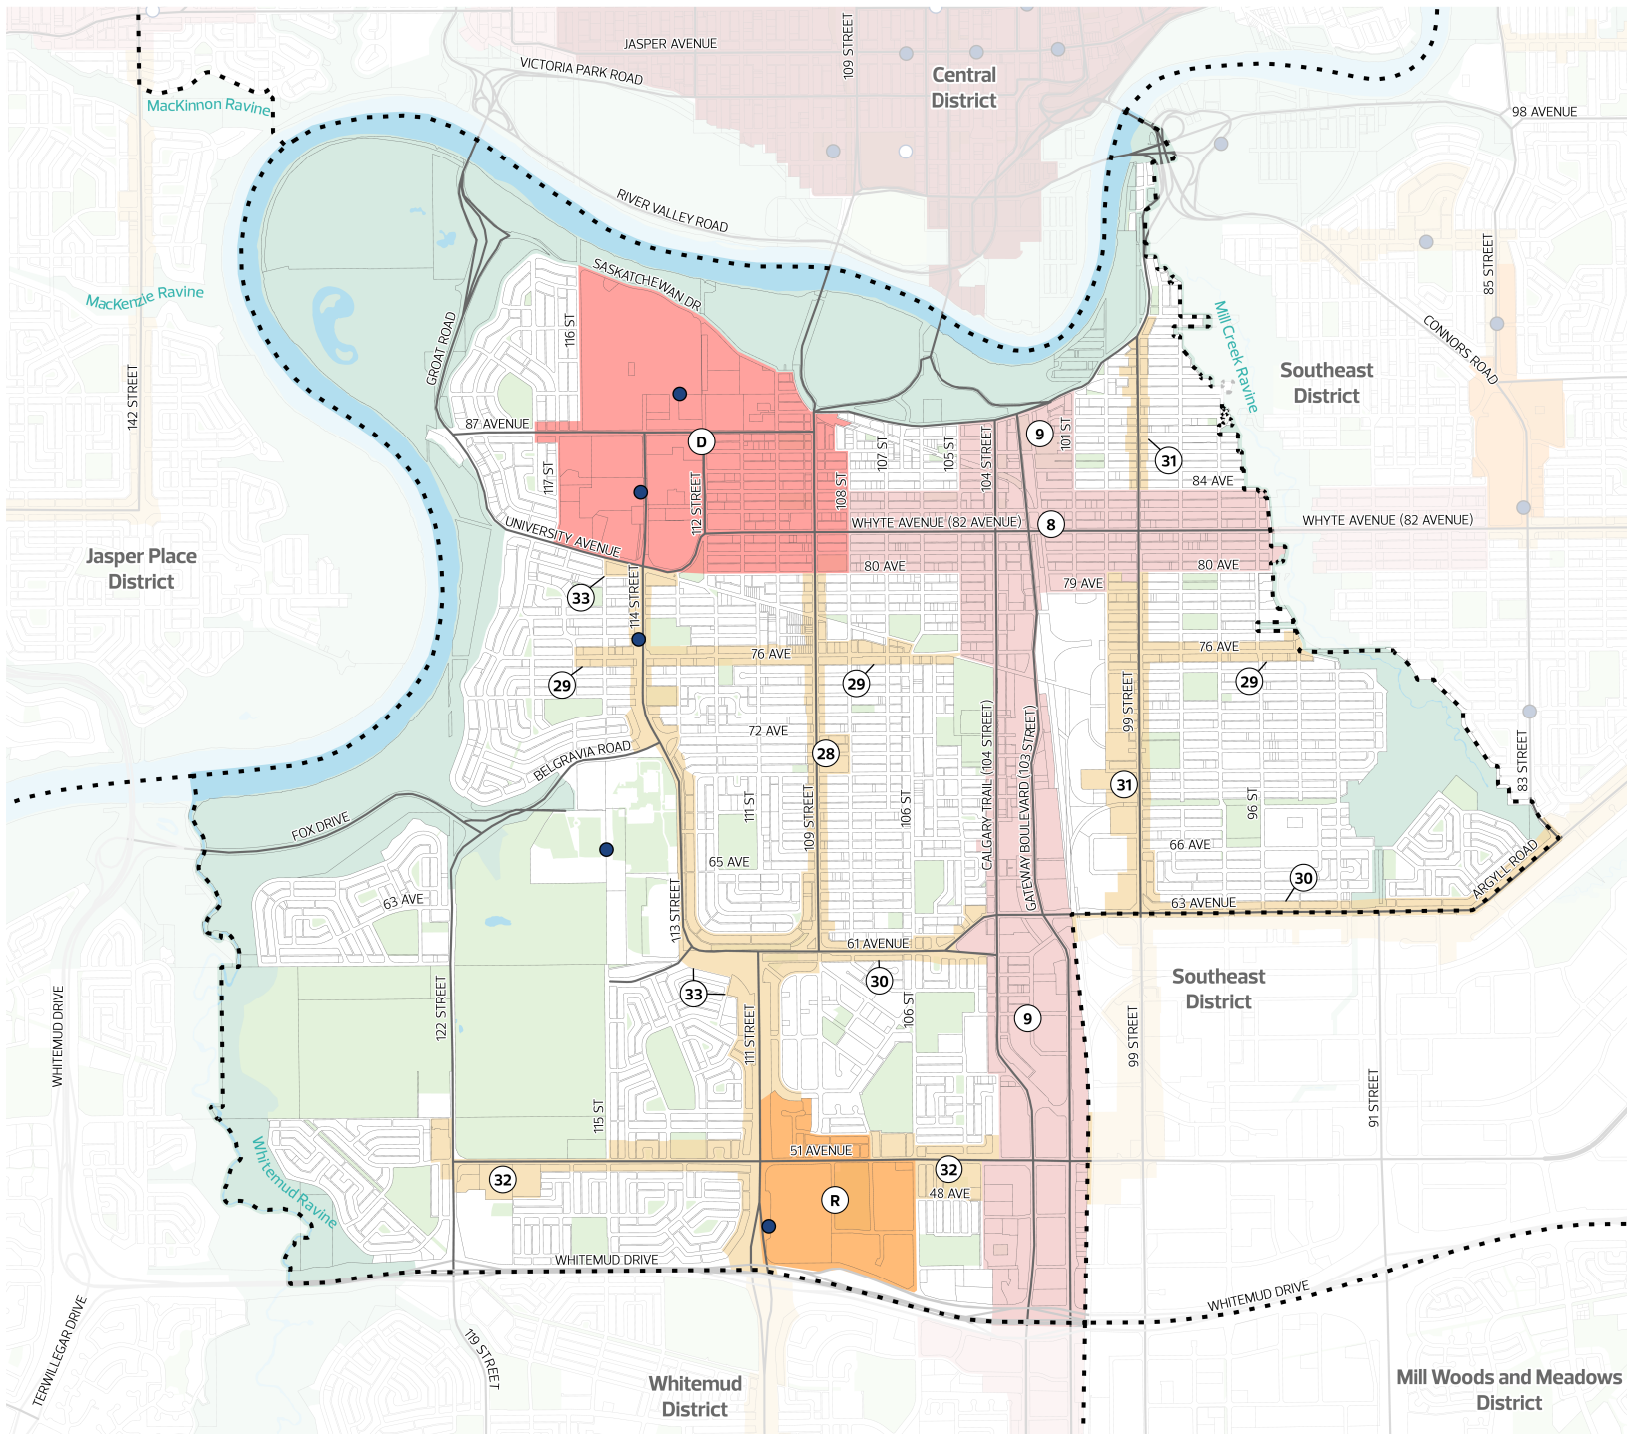 JASPER AVENUE
109 STREET
VICTORIA PARK ROAD
Central
District
MacKinnon Ravine
98 AVENUE
RIVER VALLEY ROAD
SASKATCHEWAN DR
MacKenzie Ravine
85 STREET
116 ST
GROAT ROAD
Mill Creek Ravine
CONNORS ROAD
Southeast
District
142 STREET
87 AVENUE
D
9
101 ST
107 ST
105 ST
104 STREET
31
117 ST
112 STREET
108 ST
84 AVE
UNIVERSITY AVENUE
WHYTE AVENUE (82 AVENUE)
8
WHYTE AVENUE (82 AVENUE)
Jasper Place
District
80 AVE
80 AVE
79 AVE
33
114 STREET
76 AVE
76 AVE
29
29
29
99 STREET
72 AVE
BELGRAVIA ROAD
28
CALGARY TRAIL (104 STREET)
GATEWAY BOULEVARD (103 STREET)
83 STREET
31
111 ST
109 STREET
106 ST
96 ST
FOX DRIVE
66 AVE
65 AVE
30
ARGYLL ROAD
63 AVE
113 STREET
63 AVENUE
61 AVENUE
Southeast
District
33
30
122 STREET
106 ST
9
WHITEMUD DRIVE
111 STREET
99 STREET
91 STREET
115 ST
51 AVENUE
Whitemud Ravine
32
32
48 AVE
R
WHITEMUD DRIVE
WHITEMUD DRIVE
TERWILLEGAR DRIVE
119 STREET
Whitemud
District
Mill Woods and Meadows
District